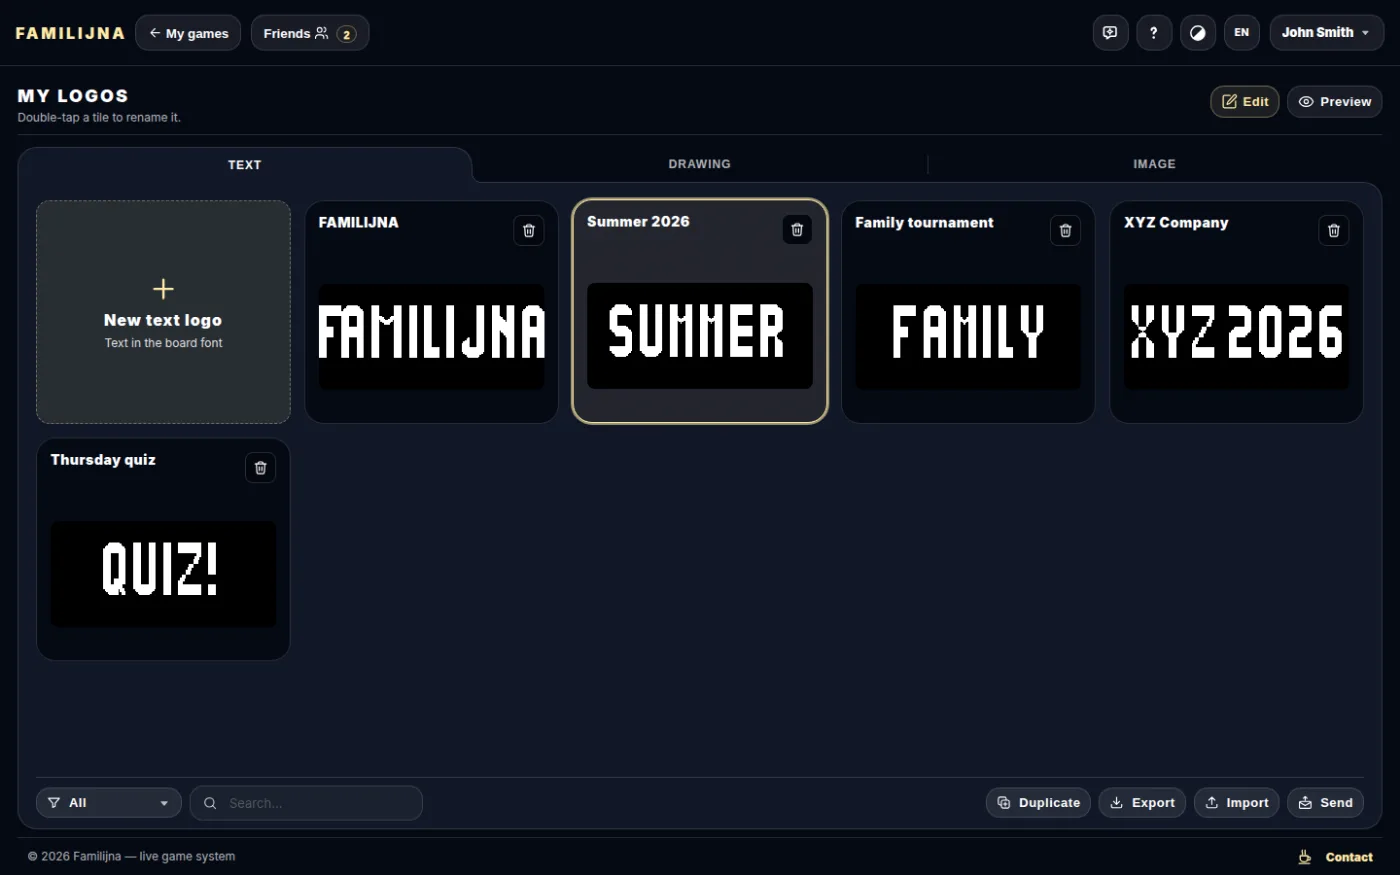 FAMILIJNA
My games
Friends 2
?
EN
John Smith
MY LOGOS
Double-tap a tile to rename it.
Edit
Preview
TEXT
DRAWING
IMAGE
New text logo
Text in the board font
FAMILIJNA
FAMILIJNA
Summer 2026
SUMMER
Family tournament
FAMILY
XYZ Company
XYZ 2026
Thursday quiz
QUIZ!
All
Search...
Duplicate
Export
Import
Send
© 2026 Familijna — live game system
Contact